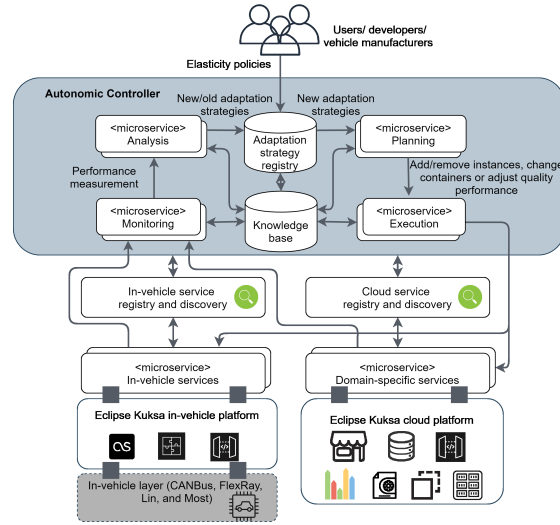 Users/ developers/
vehicle manufacturers
Elasticity policies
Autonomic Controller
New/old adaptation
strategies
New adaptation
strategies
<microservice>
Analysis
Adaptation
strategy
registry
<microservice>
Planning
Performance
measurement
Add/remove instances, change
containers or adjust quality
performance
<microservice>
Monitoring
Knowledge
base
<microservice>
Execution
In-vehicle service
registry and discovery
Cloud service
registry and discovery
<microservice>
In-vehicle services
<microservice>
Domain-specific services
Eclipse Kuksa in-vehicle platform
Eclipse Kuksa cloud platform
In-vehicle layer (CANBus, FlexRay,
Lin, and Most)